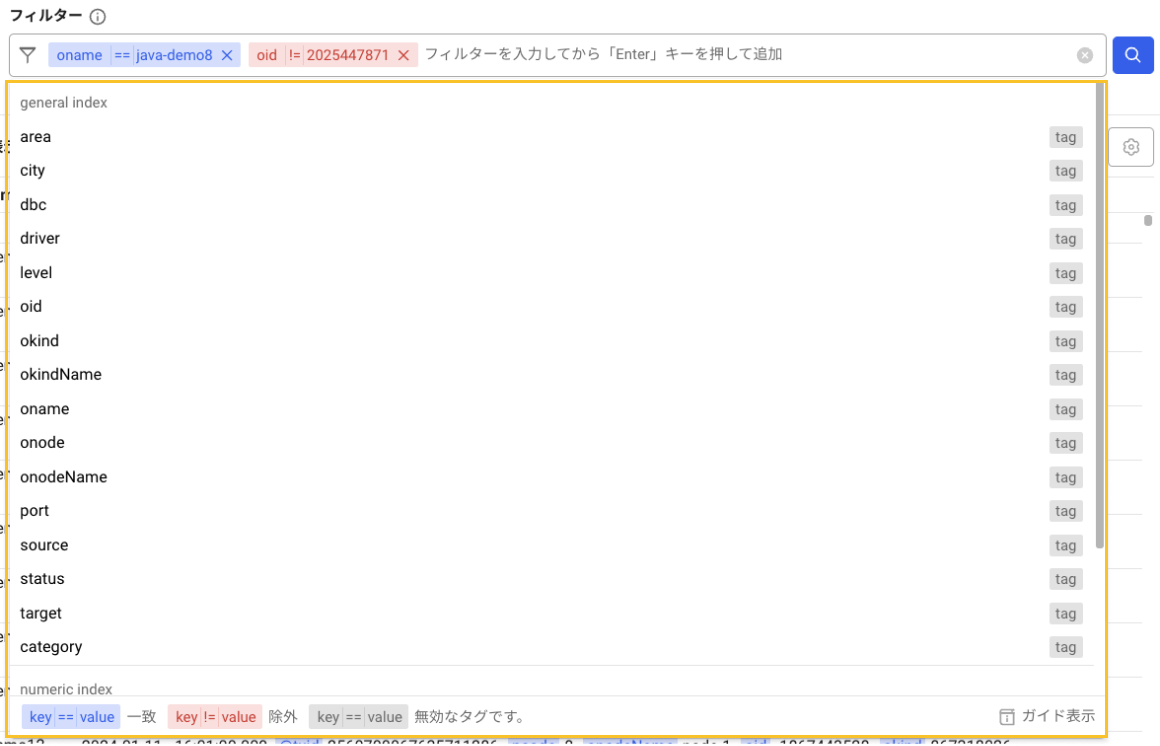 フィルター
oname == java-demo8 oid != 2025447871 フィルターを入力してから「Enter」キーを押して追加
general index
area tag
city tag
dbc tag
driver tag
level tag
oid tag
okind tag
okindName tag
oname tag
onode tag
onodeName tag
port tag
source tag
status tag
target tag
category tag
numeric index
key == value 一致 key != value 除外 key == value 無効なタグです。 ガイド表示